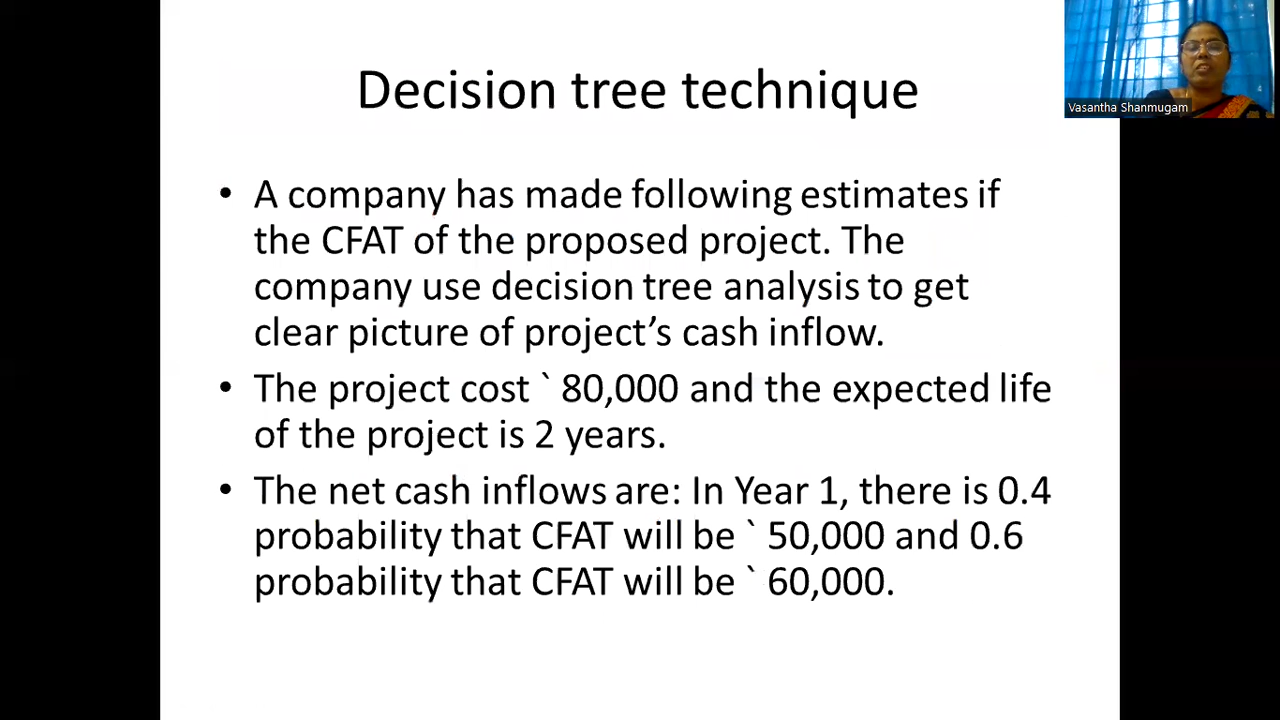 Decision tree technique
Vasantha Shanmugam
• A company has made following estimates if
the CFAT of the proposed project. The
company use decision tree analysis to get
clear picture of project’s cash inflow.
• The project cost ` 80,000 and the expected life
of the project is 2 years.
• The net cash inflows are: In Year 1, there is 0.4
probability that CFAT will be ` 50,000 and 0.6
probability that CFAT will be ` 60,000.